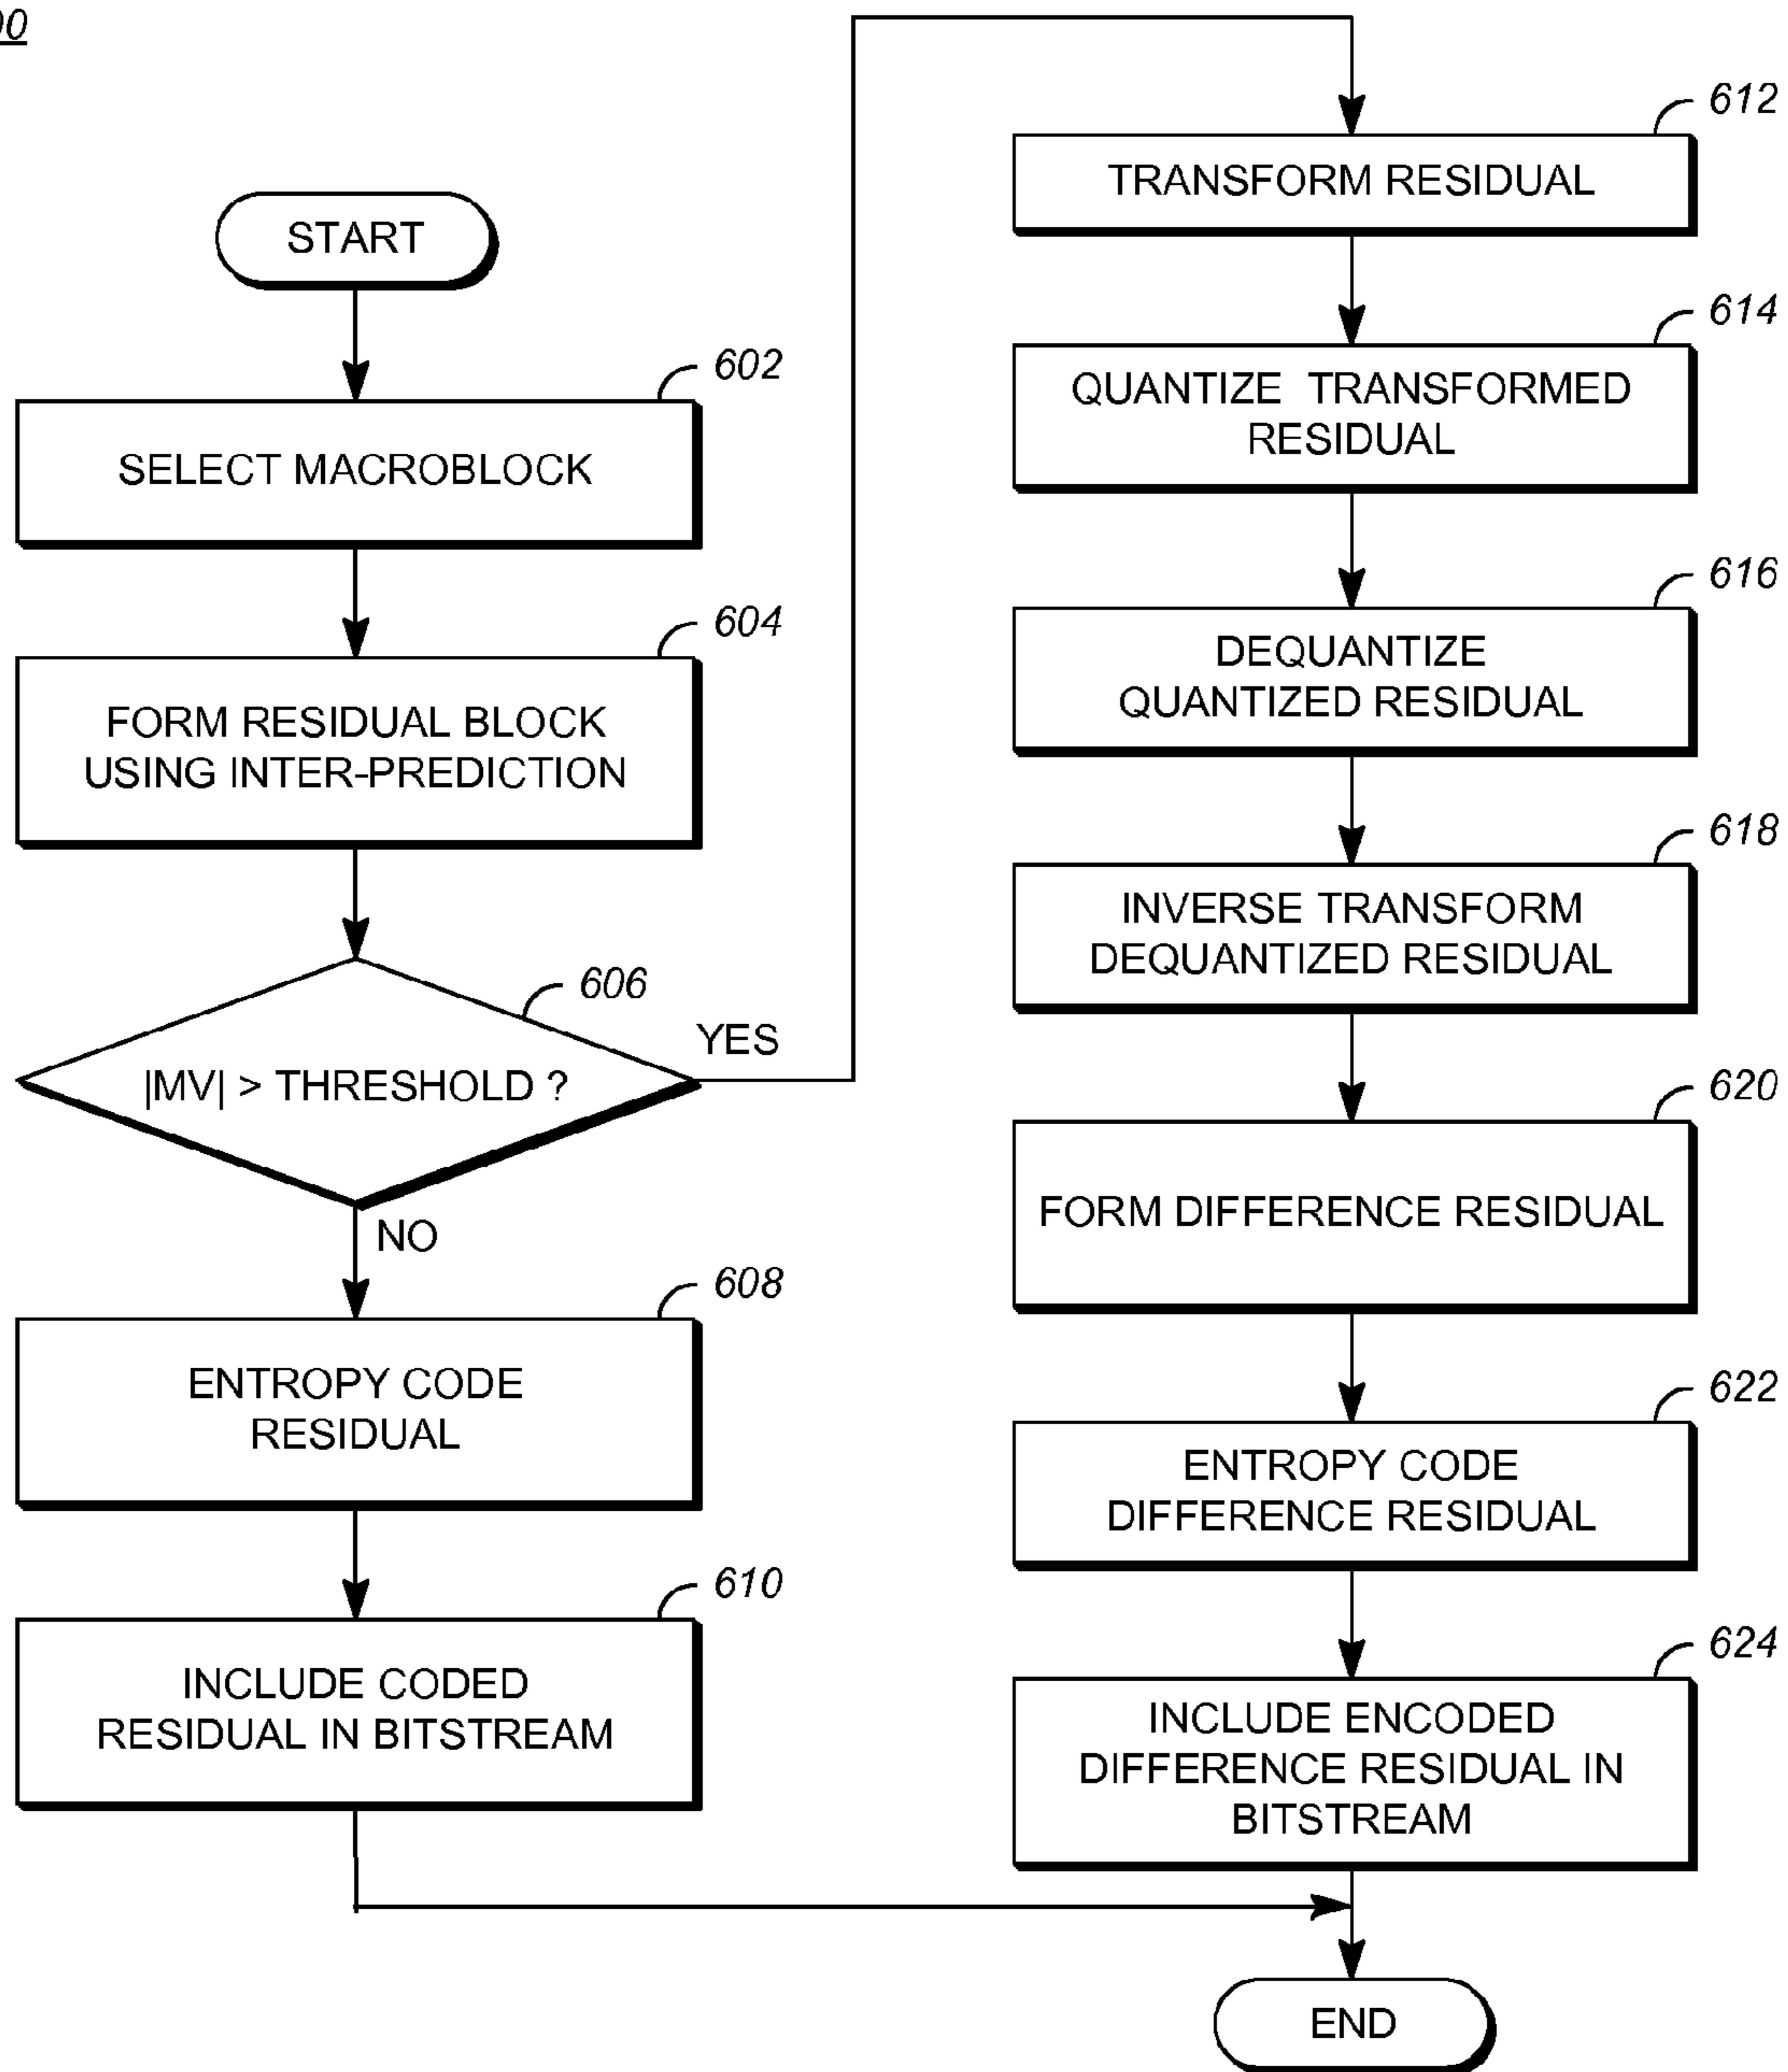 START
602
SELECT MACROBLOCK
604
FORM RESIDUAL BLOCK
USING INTER-PREDICTION
606
|MV| > THRESHOLD ?
YES
NO
608
ENTROPY CODE
RESIDUAL
610
INCLUDE CODED
RESIDUAL IN BITSTREAM
612
TRANSFORM RESIDUAL
614
QUANTIZE TRANSFORMED
RESIDUAL
616
DEQUANTIZE
QUANTIZED RESIDUAL
618
INVERSE TRANSFORM
DEQUANTIZED RESIDUAL
620
FORM DIFFERENCE RESIDUAL
622
ENTROPY CODE
DIFFERENCE RESIDUAL
624
INCLUDE ENCODED
DIFFERENCE RESIDUAL IN
BITSTREAM
END